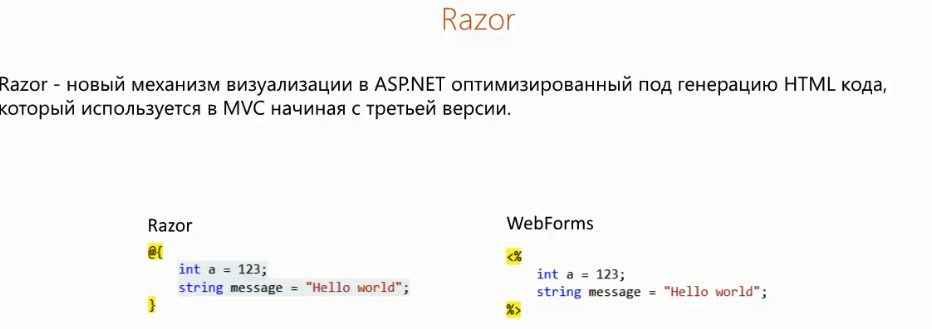 Razor
Razor - новый механизм визуализации в ASP.NET оптимизированный под генерацию HTML кода,
который используется в MVC начиная с третьей версии.
Razor
@{
int a = 123;
string message = "Hello world";
}
WebForms
<%
int a = 123;
string message = "Hello world";
%>